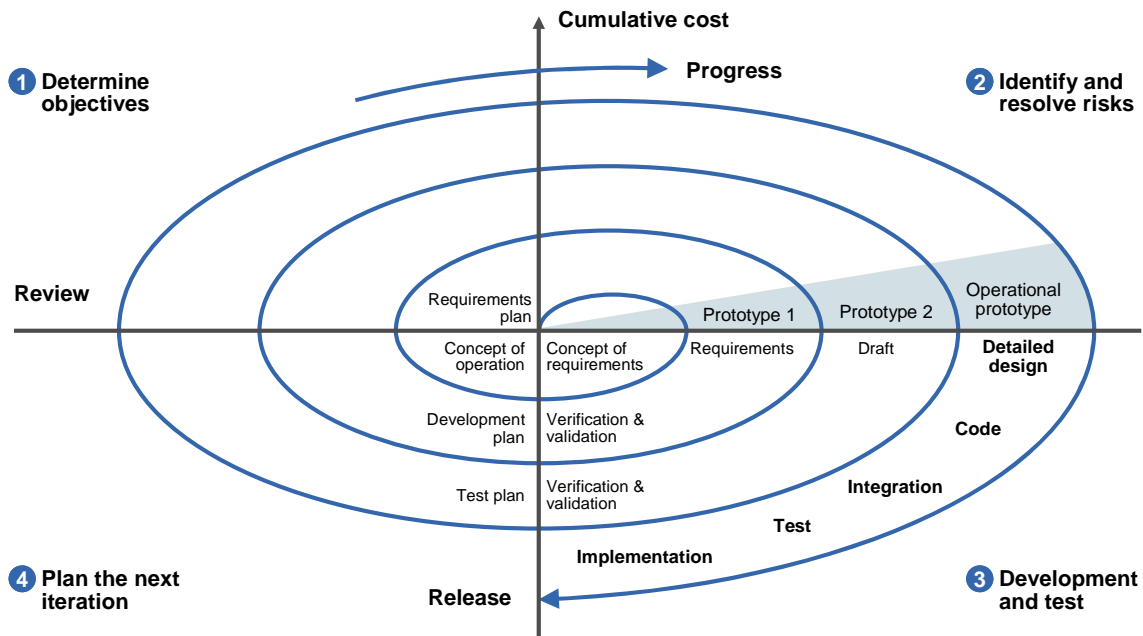 Cumulative cost
Progress
1 Determine
objectives
2 Identify and
resolve risks
Review
Requirements
plan
Prototype 1
Prototype 2
Operational
prototype
Concept of
operation
Concept of
requirements
Requirements
Draft
Detailed
design
Development
plan
Verification &
validation
Code
Test plan
Verification &
validation
Integration
Test
Implementation
4 Plan the next
iteration
Release
3 Development
and test